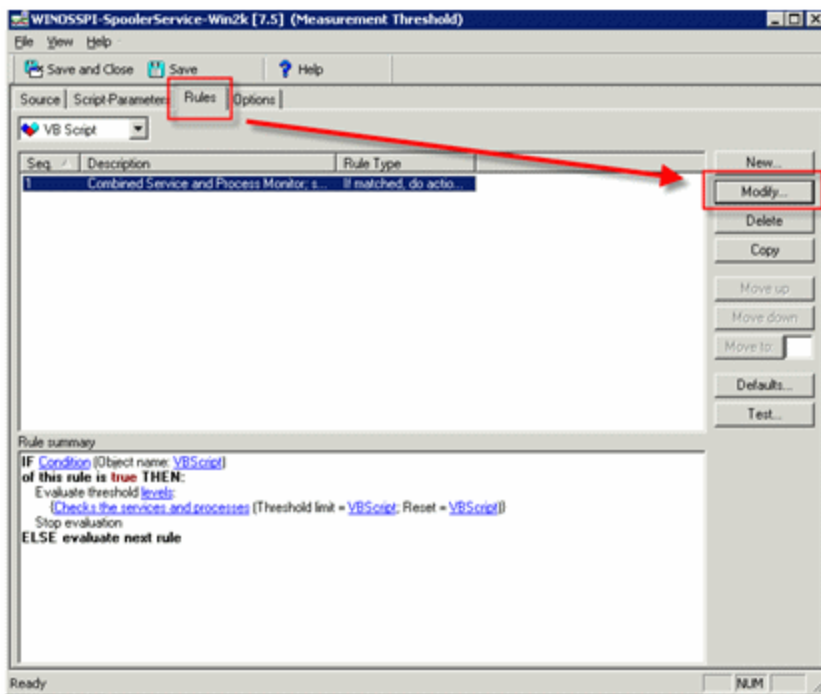 WINOSSPI-SpoolerService-Win2k [7.5] (Measurement Threshold)
File View Help
Save and Close Save Help
Source Script-Parameters Rules Options
VB Script
Seq. Description Rule Type
1 Combined Service and Process Monitor; s... If matched, do actio...
New...
Modify...
Delete
Copy
Move up
Move down
Move to:
Defaults...
Test...
Rule summary
IF Condition (Object name: VBScript)
of this rule is true THEN:
Evaluate threshold levels:
{Checks the services and processes (Threshold limit = VBScript; Reset = VBScript)}
Stop evaluation
ELSE evaluate next rule
Ready NUM